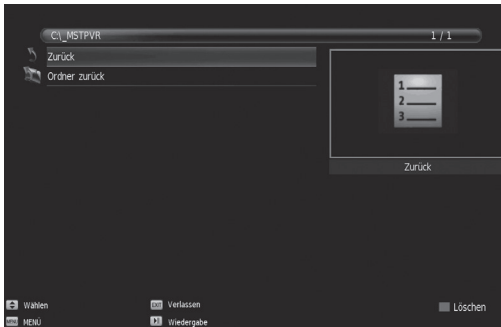 C:\_MSTPVR 1 / 1
Zurück
Ordner zurück
1
2
3
Zurück
Wählen EXIT Verlassen Löschen
MENU MENÜ Wiedergabe